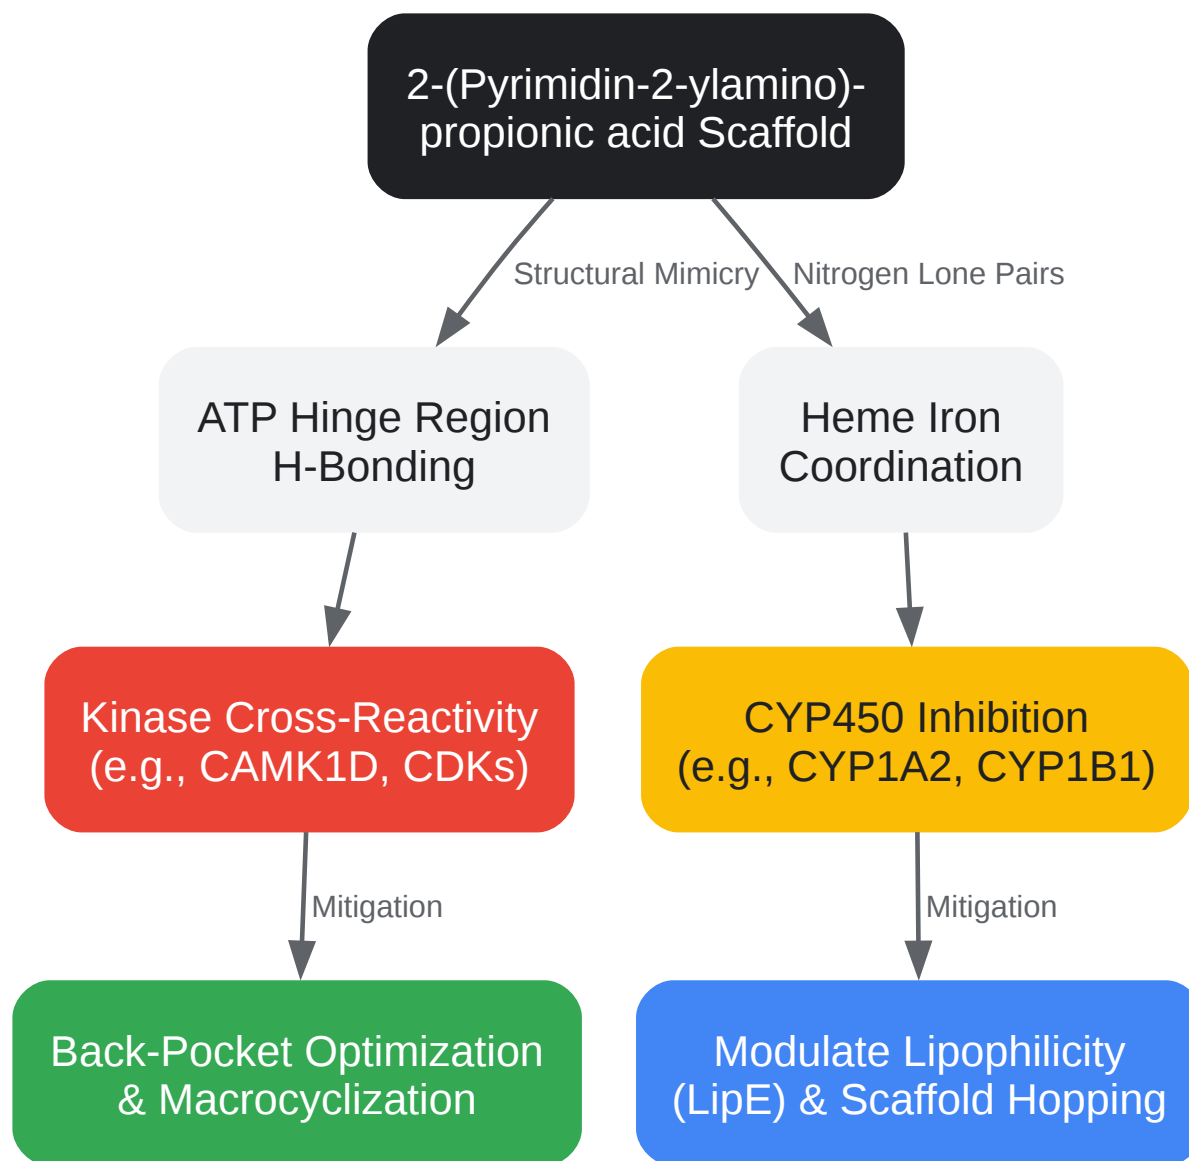 2-(Pyrimidin-2-ylamino)-
propionic acid Scaffold
Structural Mimicry
Nitrogen Lone Pairs
ATP Hinge Region
H-Bonding
Heme Iron
Coordination
Kinase Cross-Reactivity
(e.g., CAMK1D, CDKs)
CYP450 Inhibition
(e.g., CYP1A2, CYP1B1)
Mitigation
Mitigation
Back-Pocket Optimization
& Macrocyclization
Modulate Lipophilicity
(LipE) & Scaffold Hopping